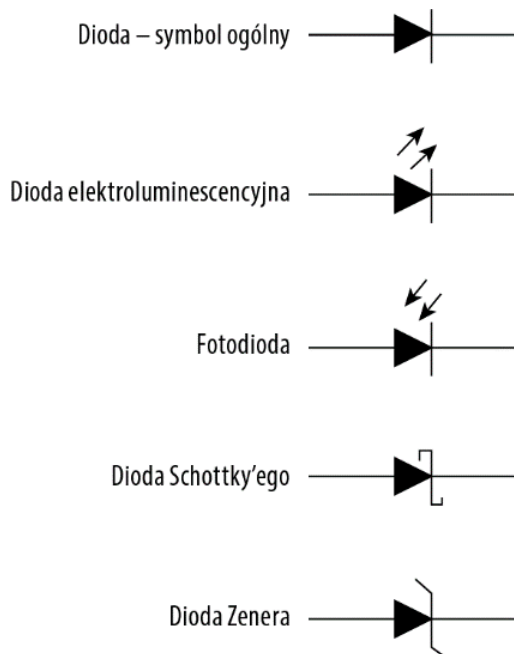 Dioda – symbol ogólny
Dioda elektroluminescencyjna
Fotodioda
Dioda Schottky’ego
Dioda Zenera